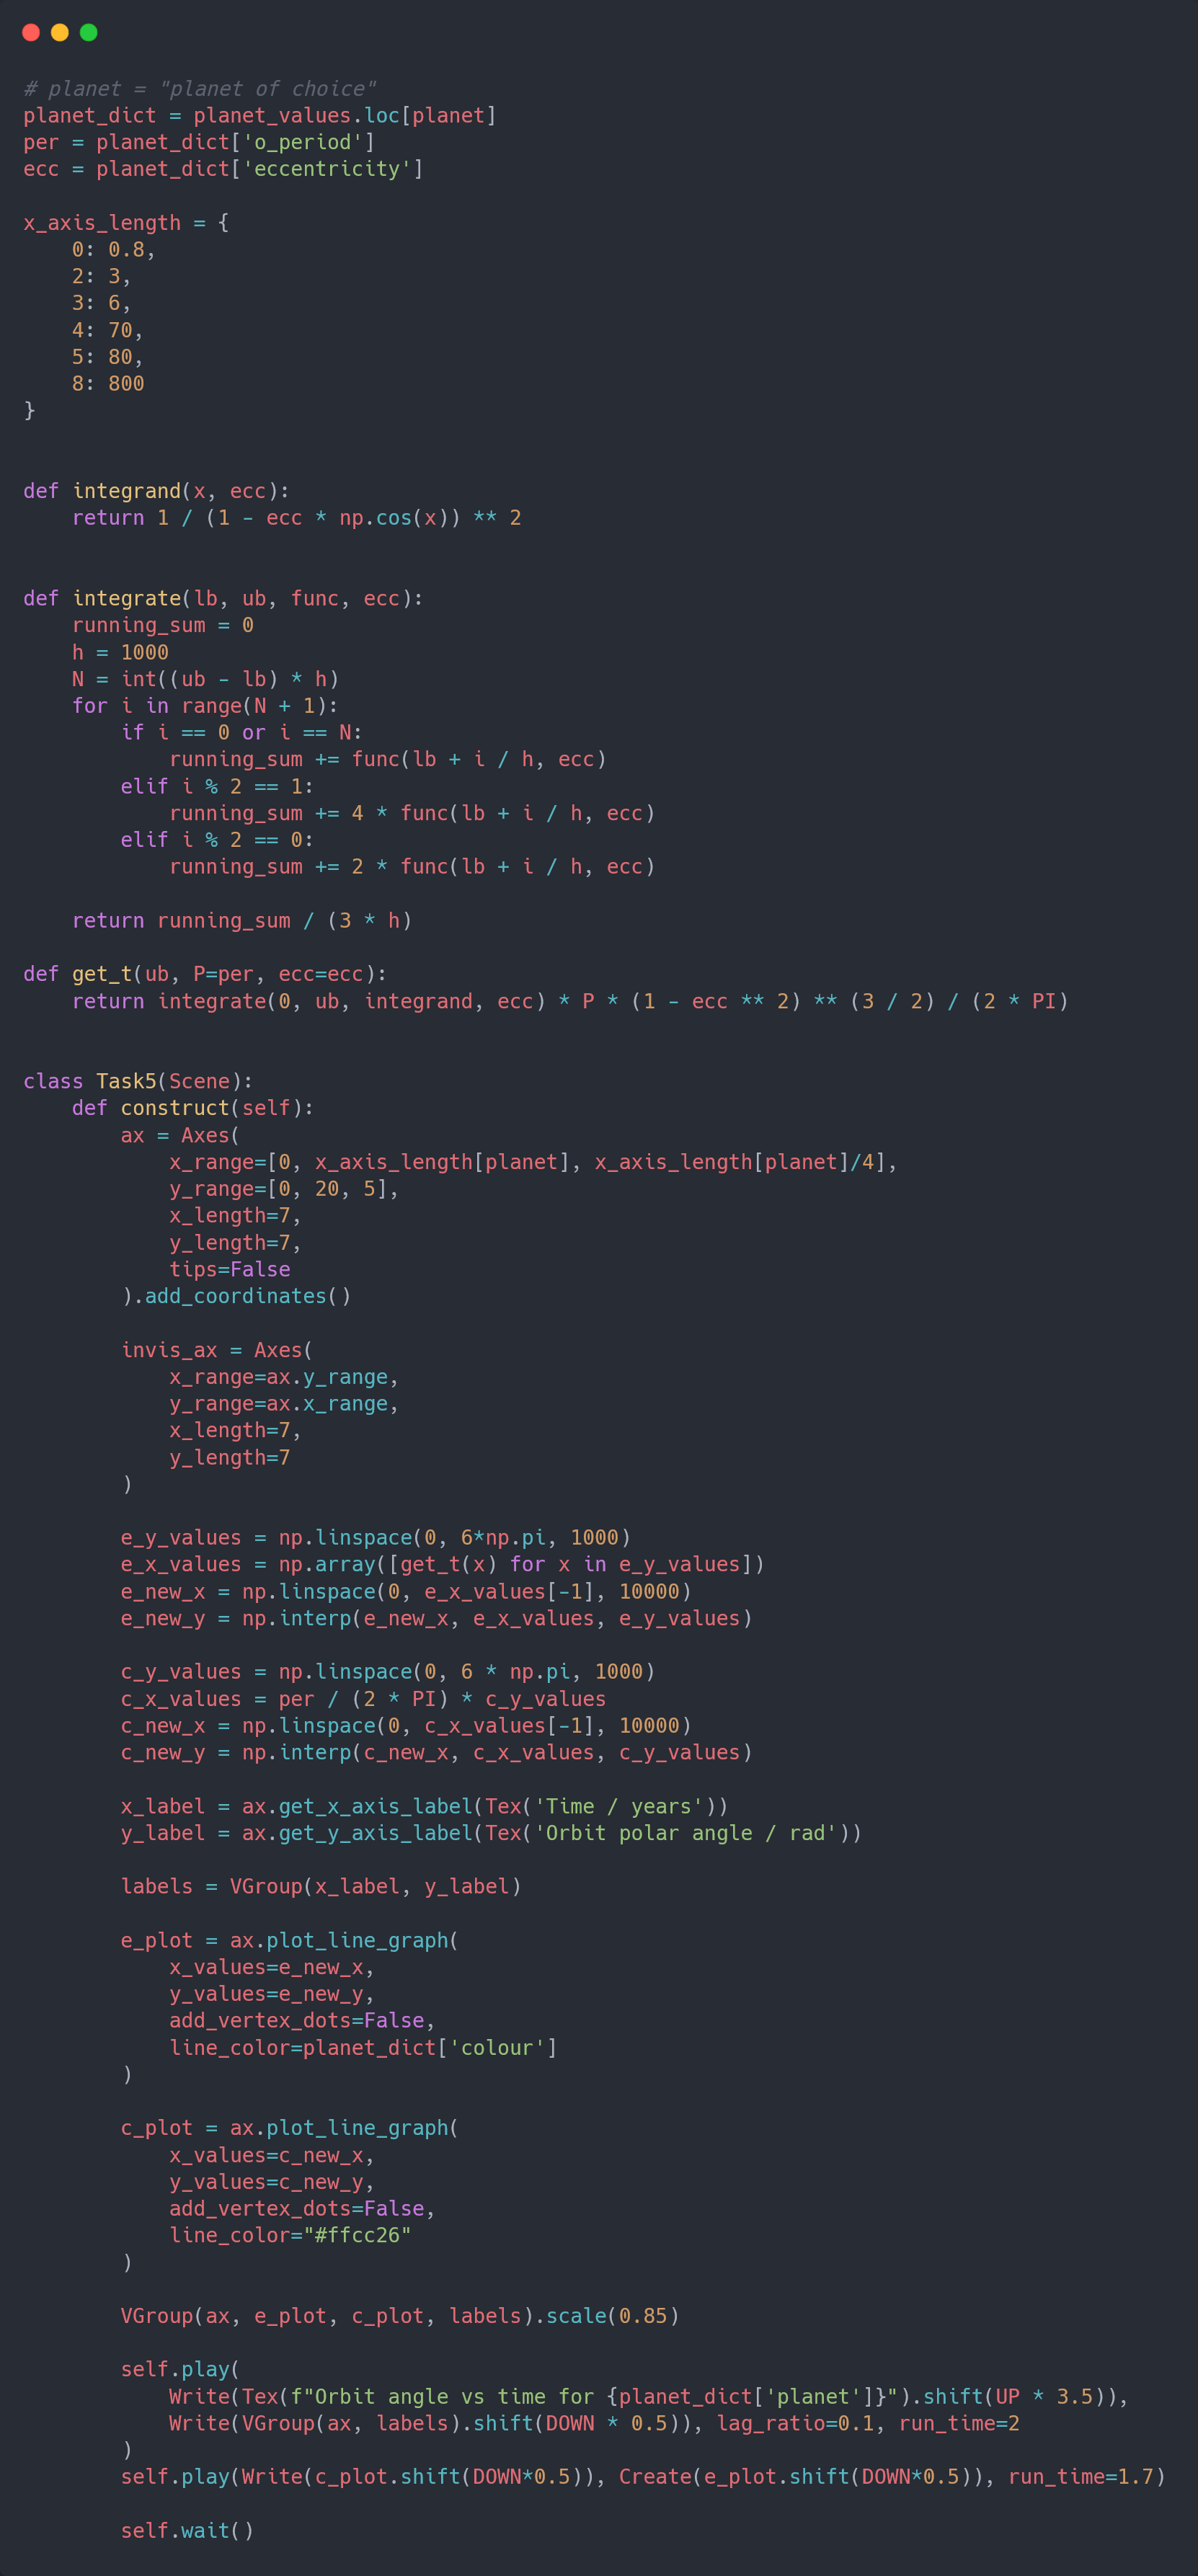 # planet = "planet of choice"
planet_dict = planet_values.loc[planet]
per = planet_dict['o_period']
ecc = planet_dict['eccentricity']

x_axis_length = {
    0: 0.8,
    2: 3,
    3: 6,
    4: 70,
    5: 80,
    8: 800
}


def integrand(x, ecc):
    return 1 / (1 - ecc * np.cos(x)) ** 2


def integrate(lb, ub, func, ecc):
    running_sum = 0
    h = 1000
    N = int((ub - lb) * h)
    for i in range(N + 1):
        if i == 0 or i == N:
            running_sum += func(lb + i / h, ecc)
        elif i % 2 == 1:
            running_sum += 4 * func(lb + i / h, ecc)
        elif i % 2 == 0:
            running_sum += 2 * func(lb + i / h, ecc)

    return running_sum / (3 * h)

def get_t(ub, P=per, ecc=ecc):
    return integrate(0, ub, integrand, ecc) * P * (1 - ecc ** 2) ** (3 / 2) / (2 * PI)


class Task5(Scene):
    def construct(self):
        ax = Axes(
            x_range=[0, x_axis_length[planet], x_axis_length[planet]/4],
            y_range=[0, 20, 5],
            x_length=7,
            y_length=7,
            tips=False
        ).add_coordinates()

        invis_ax = Axes(
            x_range=ax.y_range,
            y_range=ax.x_range,
            x_length=7,
            y_length=7
        )

        e_y_values = np.linspace(0, 6*np.pi, 1000)
        e_x_values = np.array([get_t(x) for x in e_y_values])
        e_new_x = np.linspace(0, e_x_values[-1], 10000)
        e_new_y = np.interp(e_new_x, e_x_values, e_y_values)

        c_y_values = np.linspace(0, 6 * np.pi, 1000)
        c_x_values = per / (2 * PI) * c_y_values
        c_new_x = np.linspace(0, c_x_values[-1], 10000)
        c_new_y = np.interp(c_new_x, c_x_values, c_y_values)

        x_label = ax.get_x_axis_label(Tex('Time / years'))
        y_label = ax.get_y_axis_label(Tex('Orbit polar angle / rad'))

        labels = VGroup(x_label, y_label)

        e_plot = ax.plot_line_graph(
            x_values=e_new_x,
            y_values=e_new_y,
            add_vertex_dots=False,
            line_color=planet_dict['colour']
        )

        c_plot = ax.plot_line_graph(
            x_values=c_new_x,
            y_values=c_new_y,
            add_vertex_dots=False,
            line_color="#ffcc26"
        )

        VGroup(ax, e_plot, c_plot, labels).scale(0.85)

        self.play(
            Write(Tex(f"Orbit angle vs time for {planet_dict['planet']}").shift(UP * 3.5)),
            Write(VGroup(ax, labels).shift(DOWN * 0.5)), lag_ratio=0.1, run_time=2
        )
        self.play(Write(c_plot.shift(DOWN*0.5)), Create(e_plot.shift(DOWN*0.5)), run_time=1.7)

        self.wait()